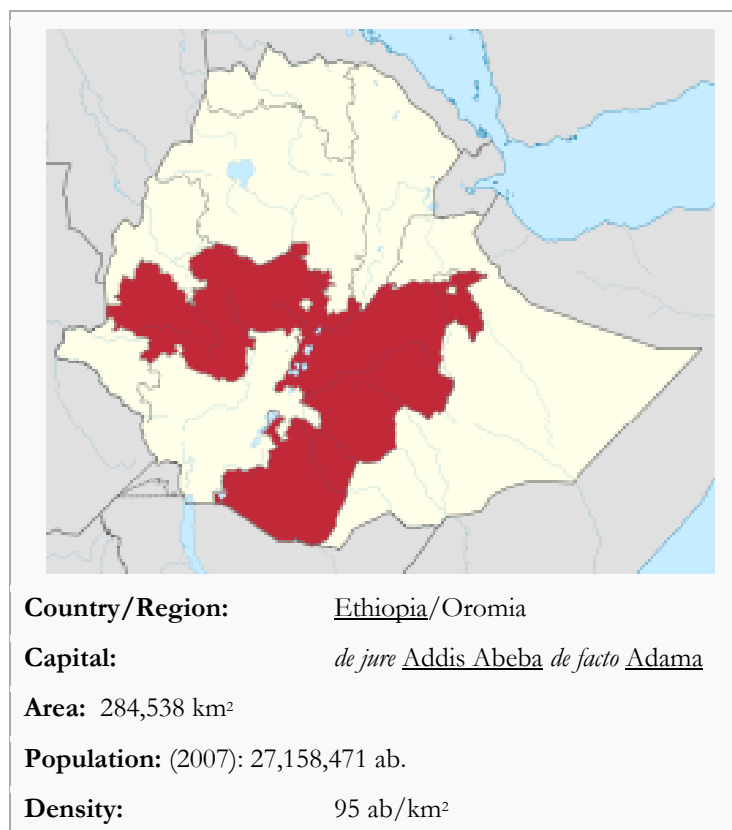 Country/Region: Ethiopia/Oromia
Capital: de jure Addis Abeba de facto Adama
Area: 284,538 km²
Population: (2007): 27,158,471 ab.
Density: 95 ab/km²